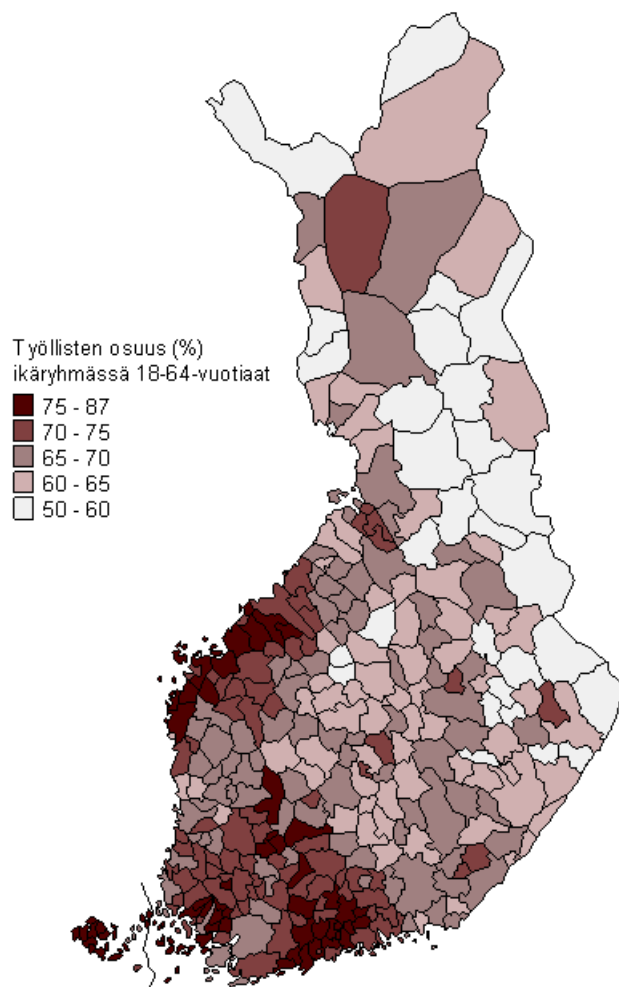 Työllisten osuus (%)
ikäryhmässä 18-64-vuotiaat
75 - 87
70 - 75
65 - 70
60 - 65
50 - 60